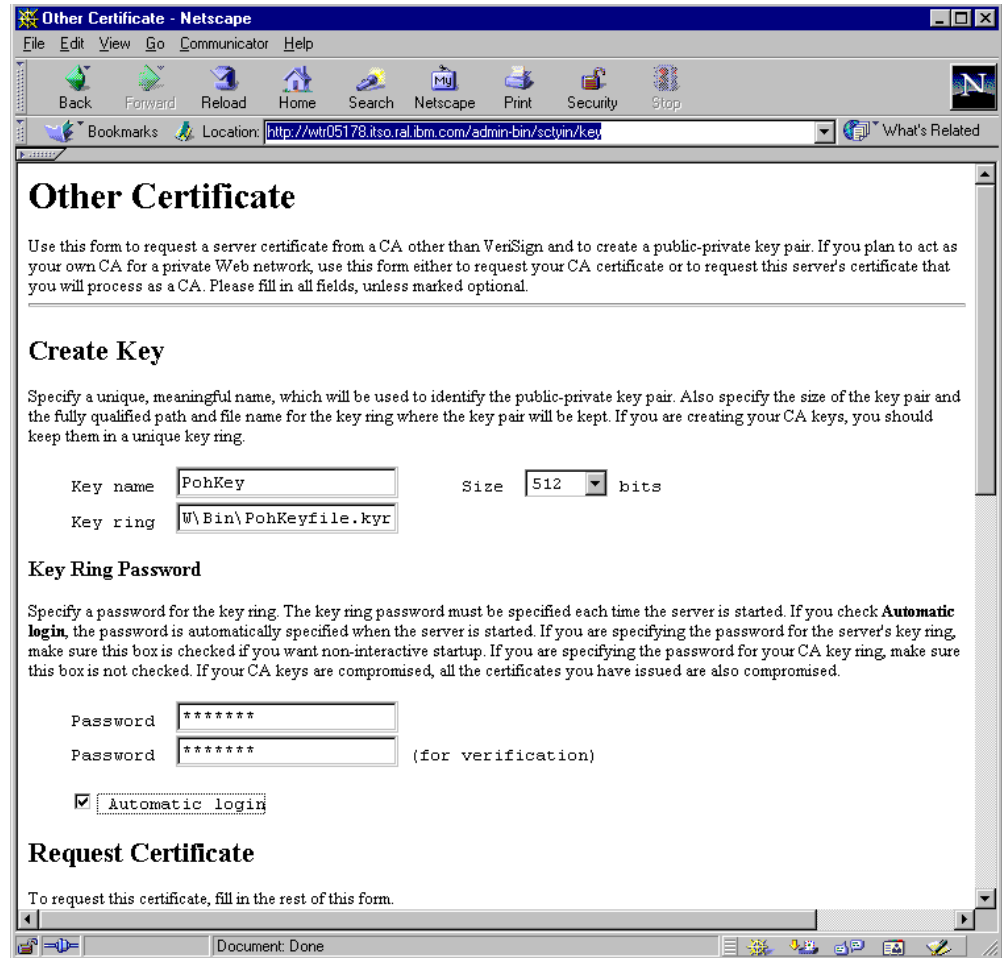 Other Certificate - Netscape
File Edit View Go Communicator Help
Back Forward Reload Home Search Netscape Print Security Stop
My
N
Bookmarks Location: http://wtr05178.itso.ral.ibm.com/admin-bin/sctyin/key What's Related
Other Certificate
Use this form to request a server certificate from a CA other than VeriSign and to create a public-private key pair. If you plan to act as
your own CA for a private Web network, use this form either to request your CA certificate or to request this server's certificate that
you will process as a CA. Please fill in all fields, unless marked optional.
Create Key
Specify a unique, meaningful name, which will be used to identify the public-private key pair. Also specify the size of the key pair and
the fully qualified path and file name for the key ring where the key pair will be kept. If you are creating your CA keys, you should
keep them in a unique key ring.
Key name PohKey Size 512 bits
Key ring W\Bin\PohKeyfile.kyr
Key Ring Password
Specify a password for the key ring. The key ring password must be specified each time the server is started. If you check Automatic
login, the password is automatically specified when the server is started. If you are specifying the password for the server's key ring,
make sure this box is checked if you want non-interactive startup. If you are specifying the password for your CA key ring, make sure
this box is not checked. If your CA keys are compromised, all the certificates you have issued are also compromised.
Password *******
Password ******* (for verification)
Automatic login
Request Certificate
To request this certificate, fill in the rest of this form.
Document: Done